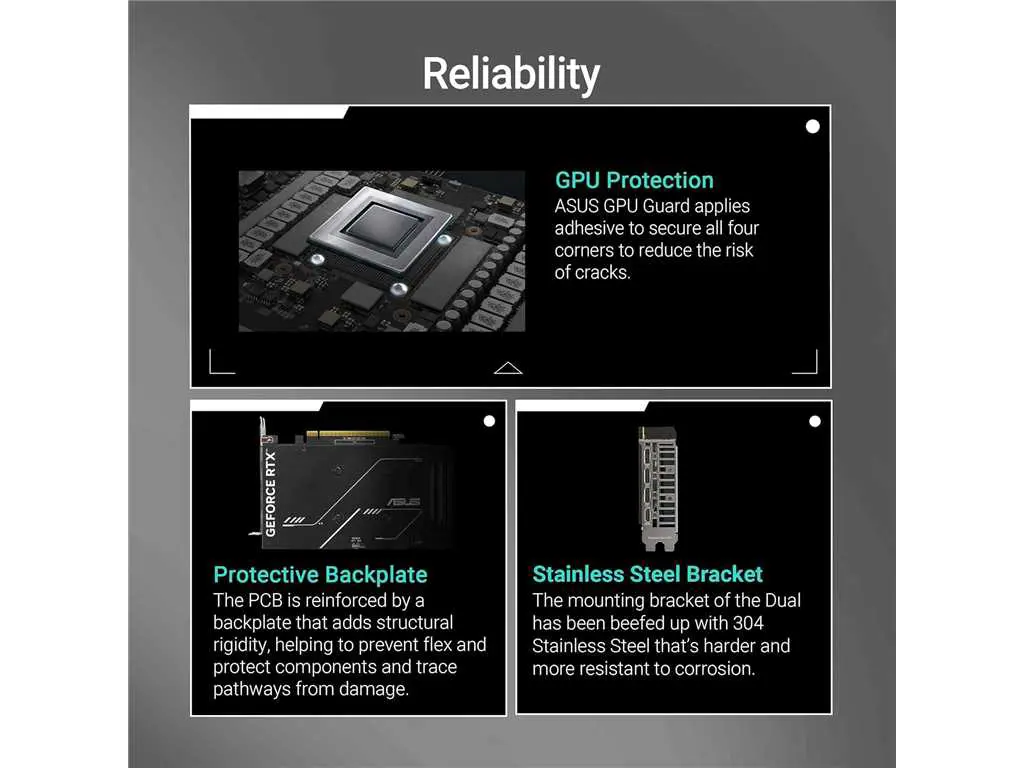 Reliability
GPU Protection
ASUS GPU Guard applies
adhesive to secure all four
corners to reduce the risk
of cracks.
GEFORCE RTX
ASUS
Protective Backplate
The PCB is reinforced by a
backplate that adds structural
rigidity, helping to prevent flex and
protect components and trace
pathways from damage.
Stainless Steel Bracket
The mounting bracket of the Dual
has been beefed up with 304
Stainless Steel that’s harder and
more resistant to corrosion.